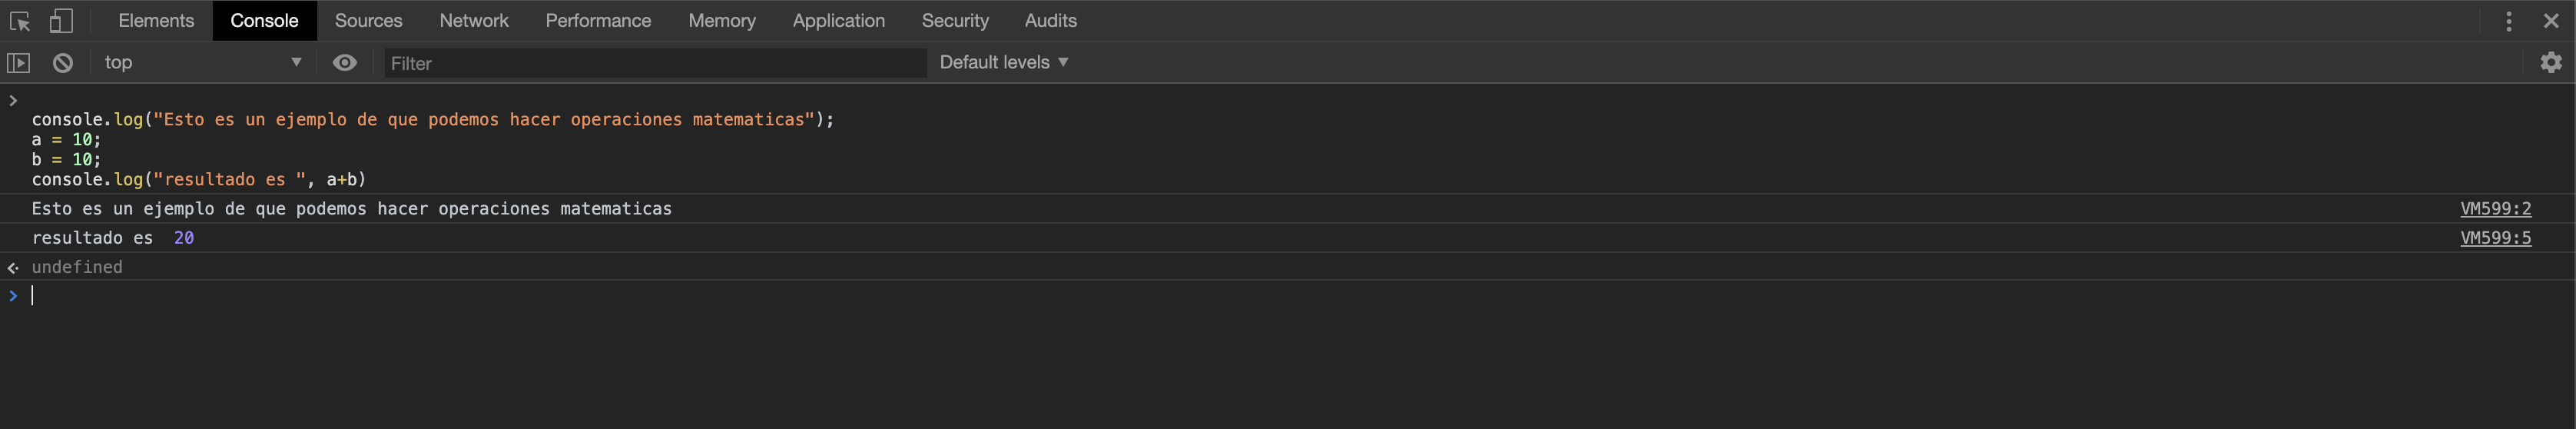 Elements Console Sources Network Performance Memory Application Security Audits
top Filter Default levels
console.log("Esto es un ejemplo de que podemos hacer operaciones matematicas");
a = 10;
b = 10;
console.log("resultado es ", a+b)
Esto es un ejemplo de que podemos hacer operaciones matematicas VM599:2
resultado es  20 VM599:5
undefined